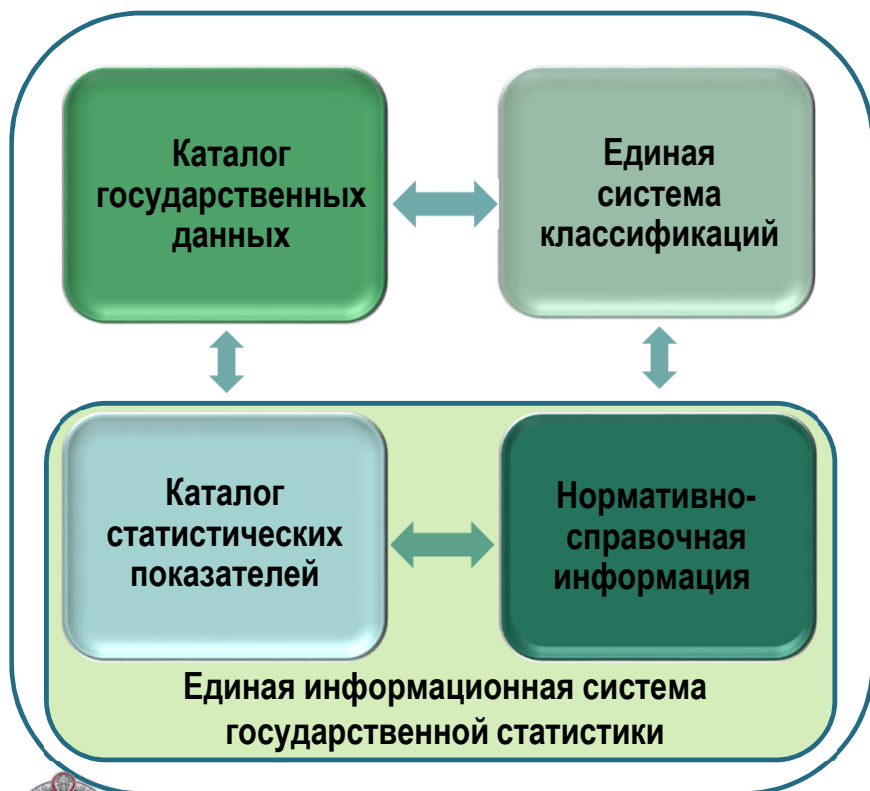 Каталог
государственных
данных
Единая
система
классификаций
Каталог
статистических
показателей
Нормативно-
справочная
информация
Единая информационная система
государственной статистики